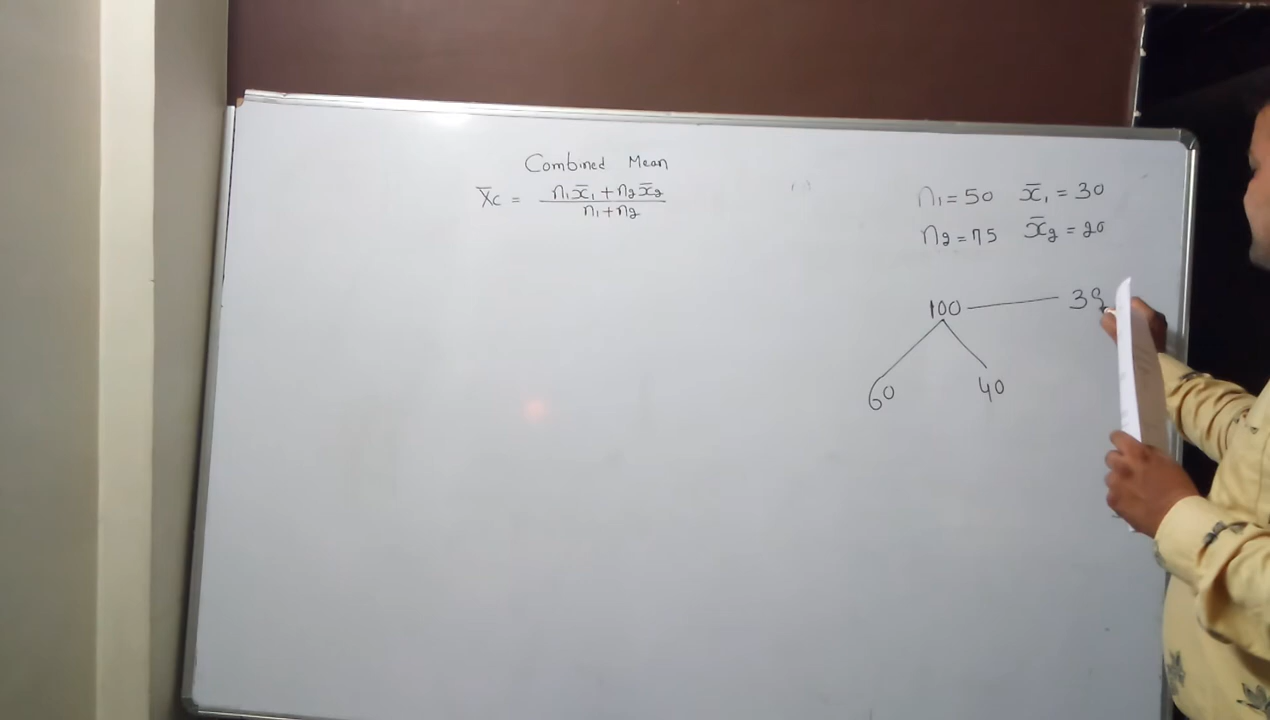 Combined Mean
X̄c = n1x̄1 + n2x̄2 / n1+n2
n1 = 50 x̄1 = 30
n2 = 75 x̄2 = 20
100
60 40